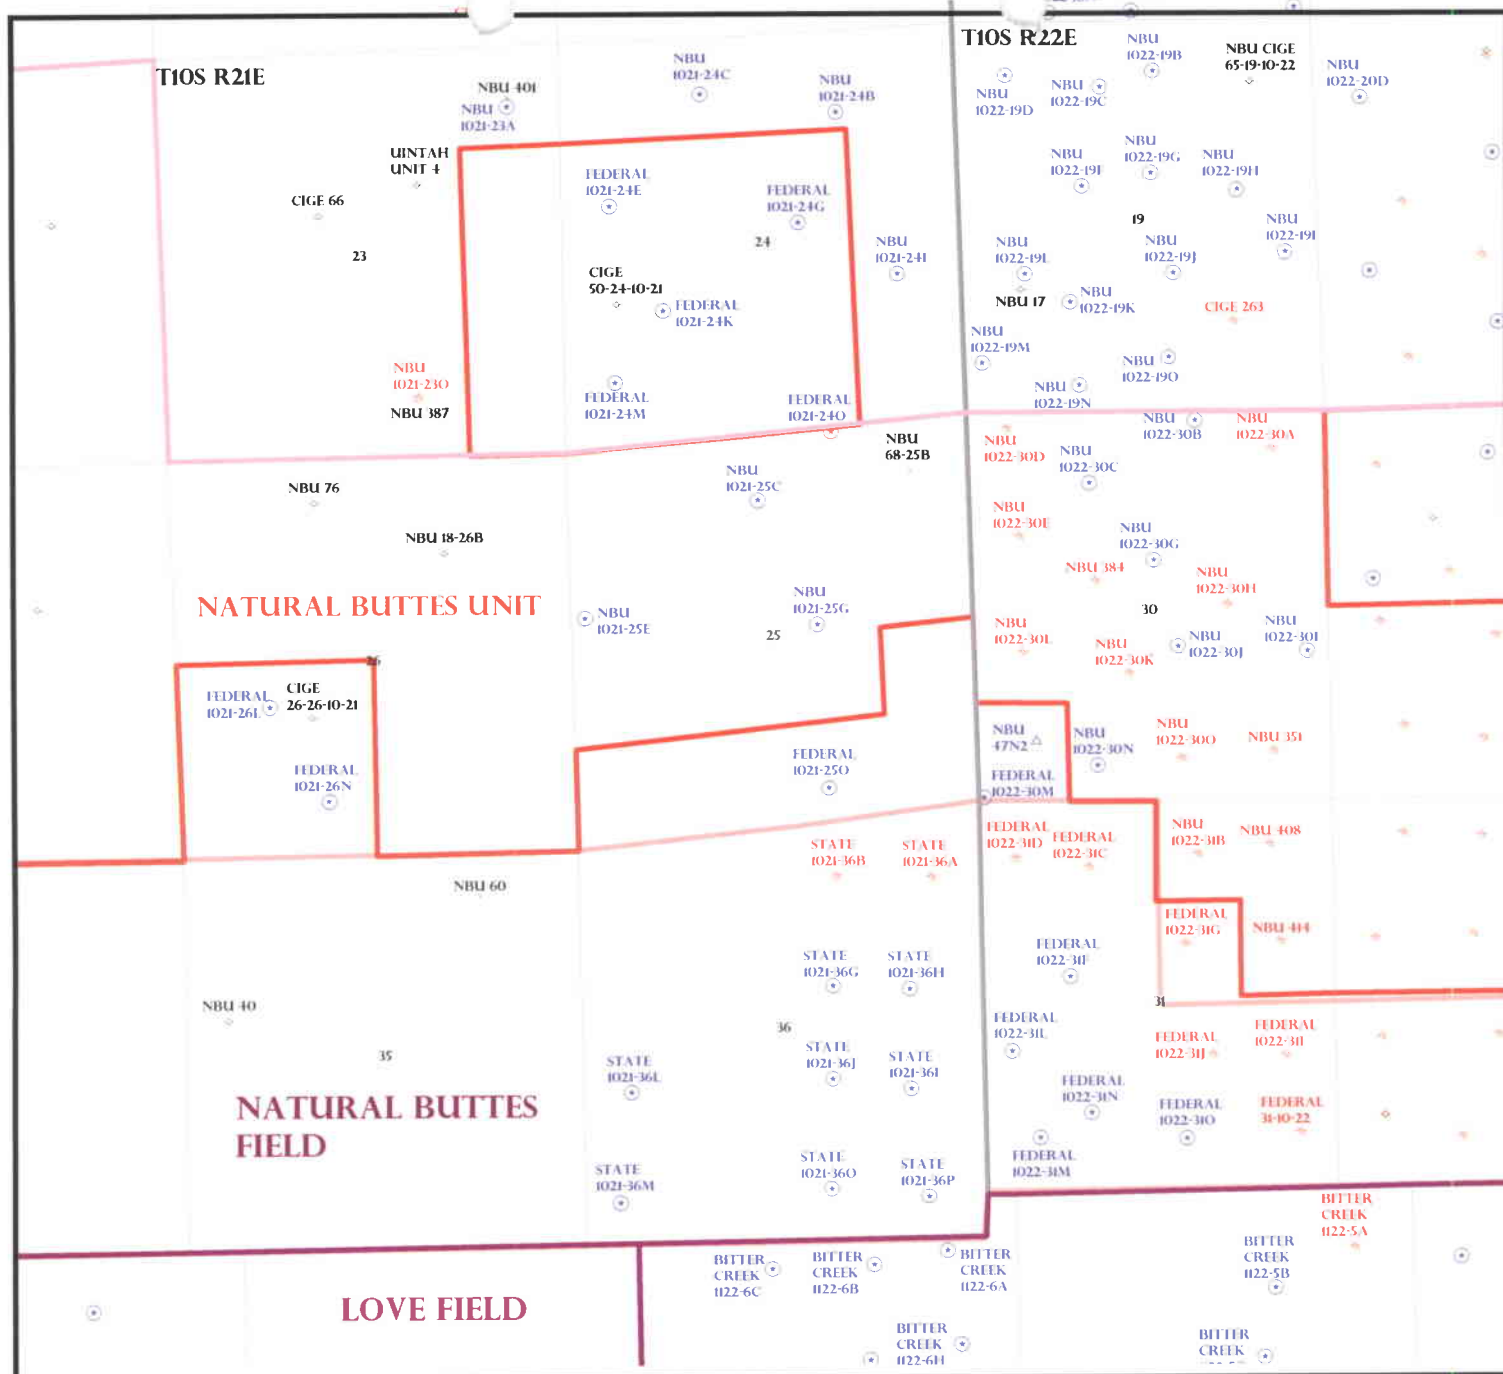 T10S R21E
T10S R22E
NBU 401
NBU
1021-23A
NBU
1021-24C
NBU
1021-24B
NBU
1022-19D
NBU
1022-19C
NBU
1022-19B
NBU CIGE
65-19-10-22
NBU
1022-20D
UINTAH
UNIT 4
CIGE 66
23
FEDERAL
1021-24E
FEDERAL
1021-24G
24
NBU
1021-24I
CIGE
50-24-10-21
FEDERAL
1021-24K
NBU
1022-19F
NBU
1022-19G
NBU
1022-19H
19
NBU
1022-19I
NBU
1022-19L
NBU 17
NBU
1022-19K
NBU
1022-19J
CIGE 263
NBU
1022-19M
NBU
1022-19O
NBU
1022-19N
NBU
1021-23O
NBU 387
FEDERAL
1021-24M
FEDERAL
1021-24O
NBU
68-25B
NBU
1022-30D
NBU
1022-30C
NBU
1022-30B
NBU
1022-30A
NBU 76
NBU 18-26B
NBU
1021-25C
NBU
1022-30E
NBU
1022-30G
NBU 384
NBU
1022-30H
30
NATURAL BUTTES UNIT
NBU
1021-25E
NBU
1021-25G
25
NBU
1022-30L
NBU
1022-30K
NBU
1022-30J
NBU
1022-30I
26
FEDERAL
1021-26L
CIGE
26-26-10-21
FEDERAL
1021-26N
FEDERAL
1021-25O
NBU
47N2
NBU
1022-30N
NBU
1022-30O
NBU 351
FEDERAL
1022-30M
FEDERAL
1022-31D
FEDERAL
1022-31C
NBU
1022-31B
NBU 408
NBU 60
STATE
1021-36B
STATE
1021-36A
FEDERAL
1022-31G
NBU 414
NBU 40
STATE
1021-36G
STATE
1021-36H
FEDERAL
1022-31F
31
35
36
STATE
1021-36L
STATE
1021-36J
STATE
1021-36I
FEDERAL
1022-31L
FEDERAL
1022-31J
FEDERAL
1022-31I
NATURAL BUTTES
FIELD
FEDERAL
1022-31N
FEDERAL
1022-31O
FEDERAL
31-10-22
STATE
1021-36M
STATE
1021-36O
STATE
1021-36P
FEDERAL
1022-31M
BITTER
CREEK
1122-5A
LOVE FIELD
BITTER
CREEK
1122-6C
BITTER
CREEK
1122-6B
BITTER
CREEK
1122-6A
BITTER
CREEK
1122-5B
BITTER
CREEK
1122-6H
BITTER
CREEK